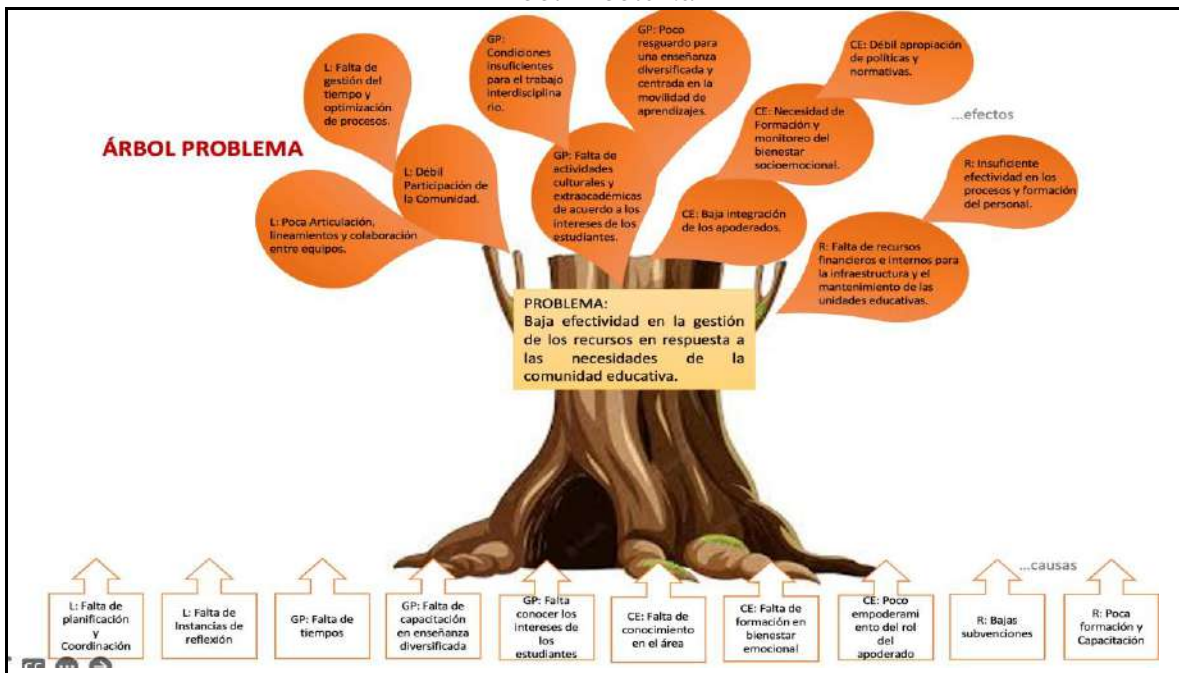 ÁRBOL PROBLEMA
L: Falta de
gestión del
tiempo y
optimización
de procesos.
GP:
Condiciones
insuficientes
para el trabajo
interdisciplina
rio.
GP: Poco
resguardo para
una enseñanza
diversificada y
centrada en la
movilidad de
aprendizajes.
CE: Débil apropiación
de políticas y
normativas.
...efectos
L: Poca Articulación,
lineamientos y colaboración
entre equipos.
L: Débil
Participación de
la Comunidad.
GP: Falta de
actividades
culturales y
extraacadémicas
de acuerdo a los
intereses de los
estudiantes.
CE: Necesidad de
Formación y
monitoreo del
bienestar
socioemocional.
CE: Baja integración
de los apoderados.
R: Insuficiente
efectividad en los
procesos y formación
del personal.
R: Falta de recursos
financieros e internos para
la infraestructura y el
mantenimiento de las
unidades educativas.
PROBLEMA:
Baja efectividad en la gestión
de los recursos en respuesta a
las necesidades de la
comunidad educativa.
...causas
L: Falta de
planificación
y
Coordinación
L: Falta de
Instancias de
reflexión
GP: Falta de
tiempos
GP: Falta de
capacitación
en enseñanza
diversificada
GP: Falta
conocer los
intereses de
los
estudiantes
CE: Falta de
conocimiento
en el área
CE: Falta de
formación en
bienestar
emocional
CE: Poco
empoderami
ento del rol
del
apoderado
R: Bajas
subvenciones
R: Poca
formación y
Capacitación